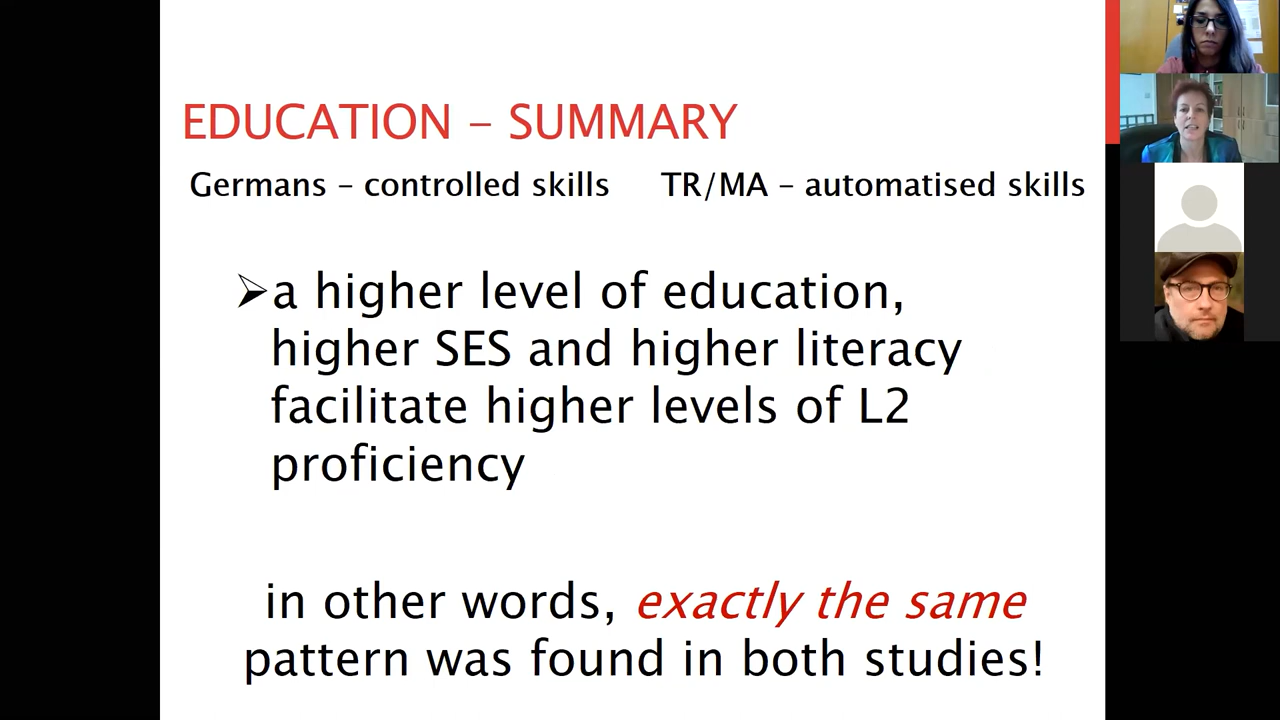 EDUCATION – SUMMARY
Germans – controlled skills TR/MA – automatised skills
➢a higher level of education,
higher SES and higher literacy
facilitate higher levels of L2
proficiency
in other words, exactly the same
pattern was found in both studies!